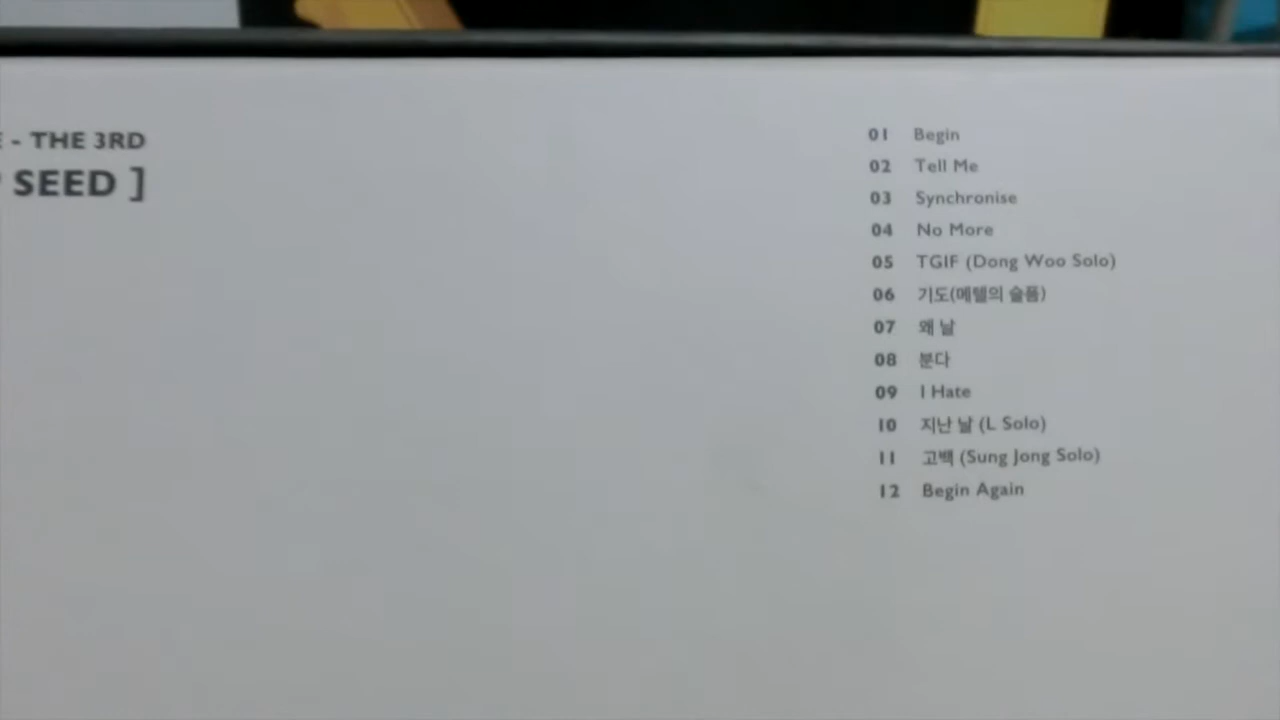 - THE 3RD
SEED ]
01 Begin
02 Tell Me
03 Synchronise
04 No More
05 TGIF (Dong Woo Solo)
06 기도(메텔의 슬픔)
07 왜 날
08 분다
09 I Hate
10 지난 날 (L Solo)
11 고백 (Sung Jong Solo)
12 Begin Again